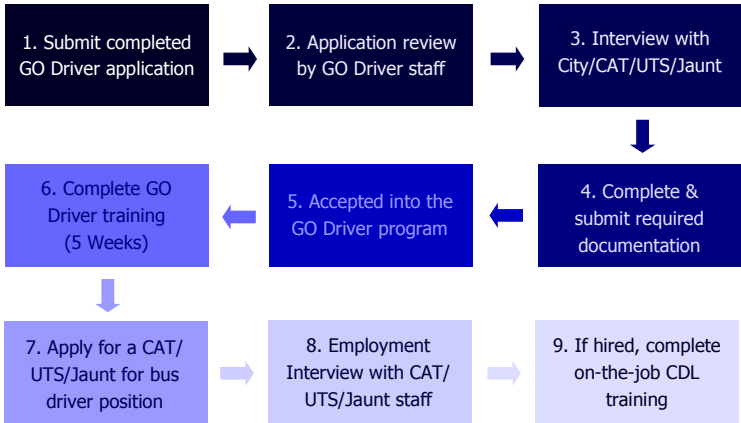 1. Submit completed
GO Driver application
2. Application review
by GO Driver staff
3. Interview with
City/CAT/UTS/Jaunt
4. Complete &
submit required
documentation
5. Accepted into the
GO Driver program
6. Complete GO
Driver training
(5 Weeks)
7. Apply for a CAT/
UTS/Jaunt for bus
driver position
8. Employment
Interview with CAT/
UTS/Jaunt staff
9. If hired, complete
on-the-job CDL
training